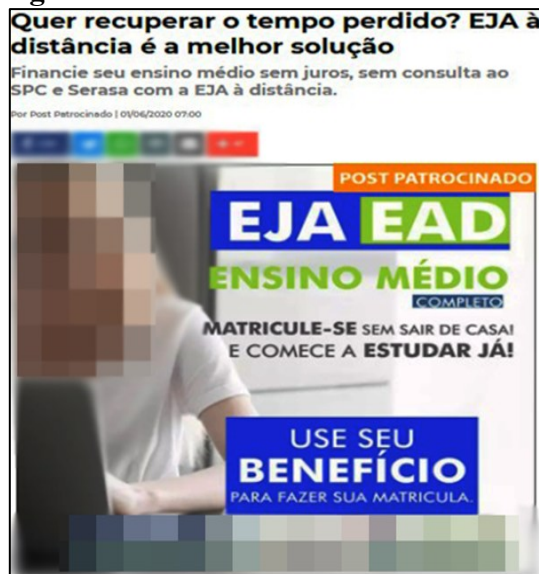 Quer recuperar o tempo perdido? EJA à
distância é a melhor solução
Financie seu ensino médio sem juros, sem consulta ao
SPC e Serasa com a EJA à distância.
Por Post Patrocinado | 01/06/2020 07:00
POST PATROCINADO
EJA EAD
ENSINO MÉDIO
COMPLETO
MATRICULE-SE SEM SAIR DE CASA!
E COMECE A ESTUDAR JÁ!
USE SEU
BENEFÍCIO
PARA FAZER SUA MATRICULA.